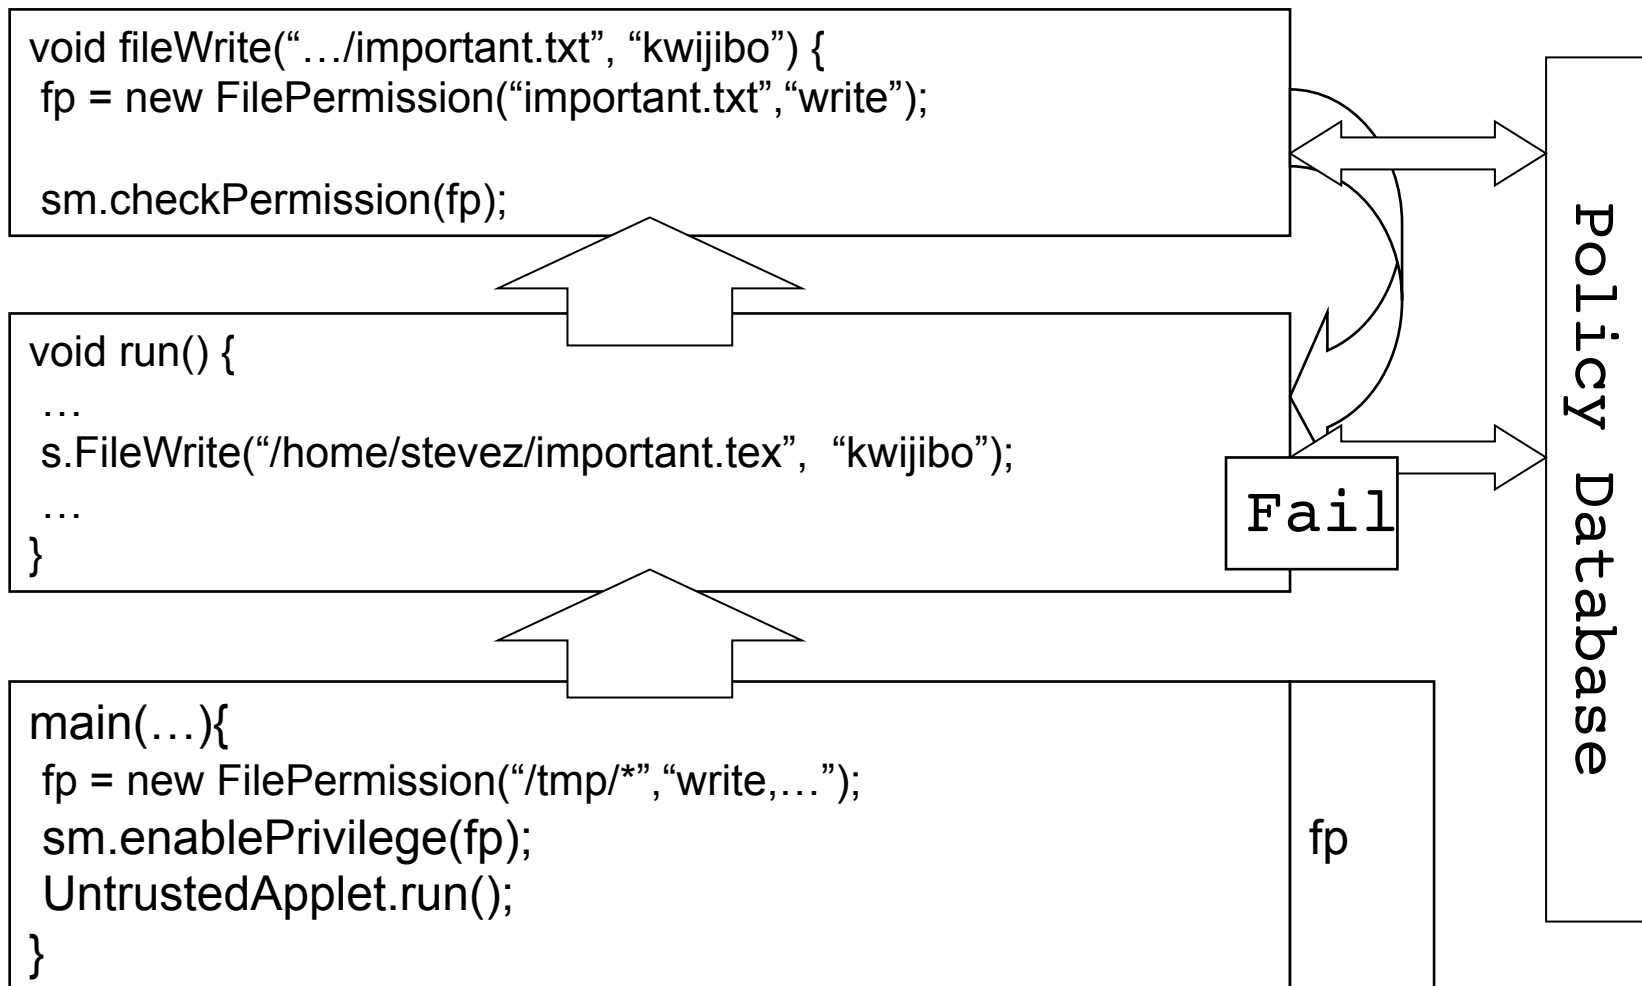 void fileWrite(“…/important.txt”, “kwijibo”) {
fp = new FilePermission(“important.txt”,“write”);
sm.checkPermission(fp);
void run() {
…
s.FileWrite(“/home/stevez/important.tex”, “kwijibo”);
…
}
Fail
main(…){
fp = new FilePermission(“/tmp/*”,“write,…”);
sm.enablePrivilege(fp);
UntrustedApplet.run();
}
fp
Policy Database